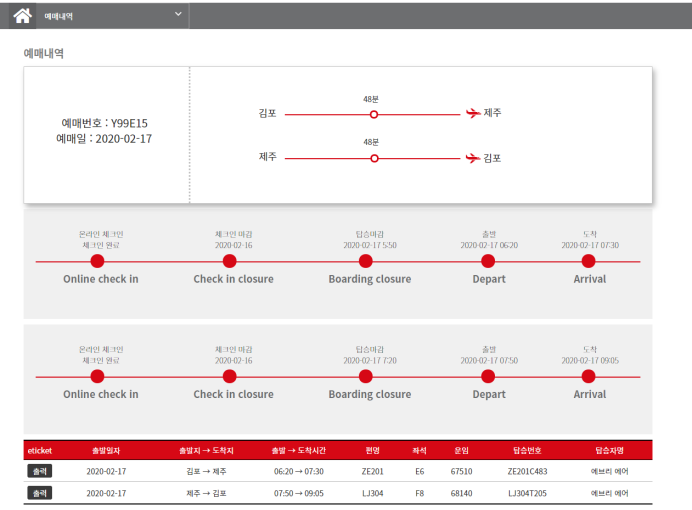 예매내역
예매내역
예매번호 : Y99E15
예매일 : 2020-02-17
48분
김포 제주
48분
제주 김포
온라인 체크인 체크인 마감 탑승마감 출발 도착
체크인 완료 2020-02-16 2020-02-17 5:50 2020-02-17 06:20 2020-02-17 07:30
Online check in Check in closure Boarding closure Depart Arrival
온라인 체크인 체크인 마감 탑승마감 출발 도착
체크인 완료 2020-02-16 2020-02-17 7:20 2020-02-17 07:50 2020-02-17 09:05
Online check in Check in closure Boarding closure Depart Arrival
eticket 출발일자 출발지 → 도착지 출발 → 도착시간 편명 좌석 운임 탑승번호 탑승자명
출력 2020-02-17 김포 → 제주 06:20 → 07:30 ZE201 E6 67510 ZE201C483 에브리 에어
출력 2020-02-17 제주 → 김포 07:50 → 09:05 LJ304 F8 68140 LJ304T205 에브리 에어